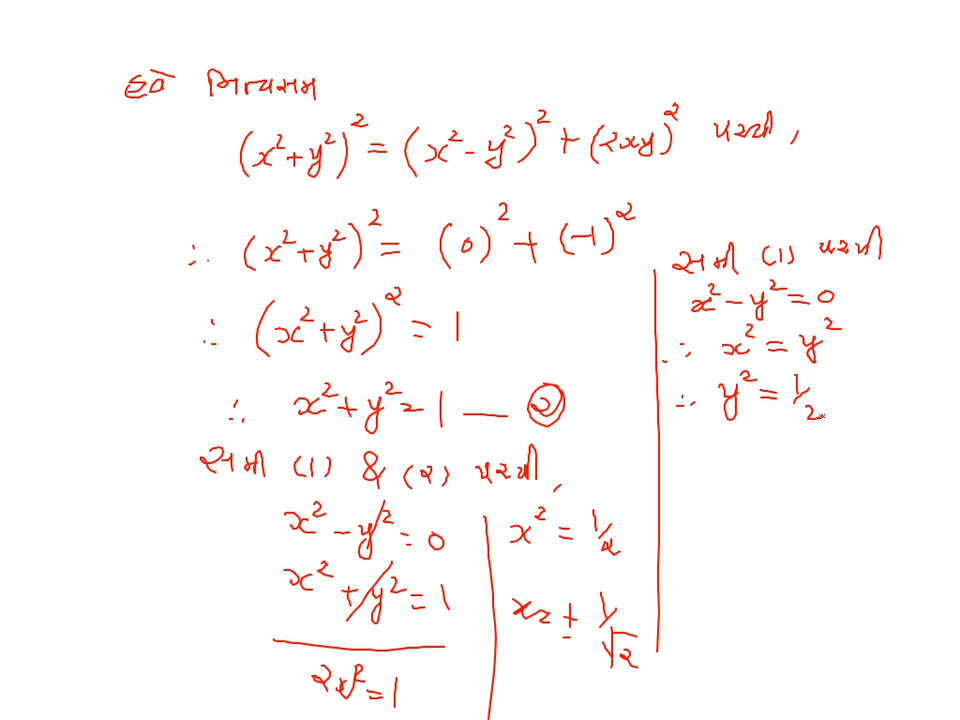 હવે નિત્યસમ
(x²+y²)² = (x²-y²)² + (2xy)² પરથી,
∴ (x²+y²)² = (0)² + (-1)²
∴ (x²+y²)² = 1
∴ x²+y² = 1 — ②
સમી (1) & (૨) પરથી,
x² - y² = 0
x² + y² = 1
2x² = 1
x² = 1/2
x = ± 1/√2
સમી (1) પરથી
x² - y² = 0
∴ x² = y²
∴ y² = 1/2